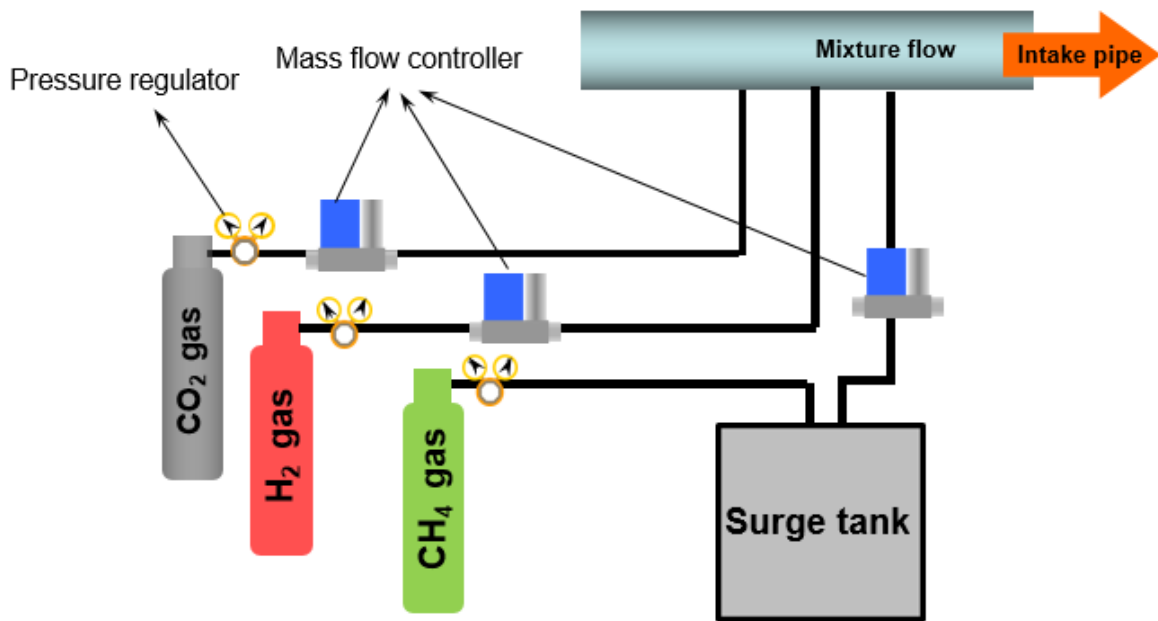 Mixture flow
Intake pipe
Mass flow controller
Pressure regulator
CO₂ gas
H₂ gas
CH₄ gas
Surge tank